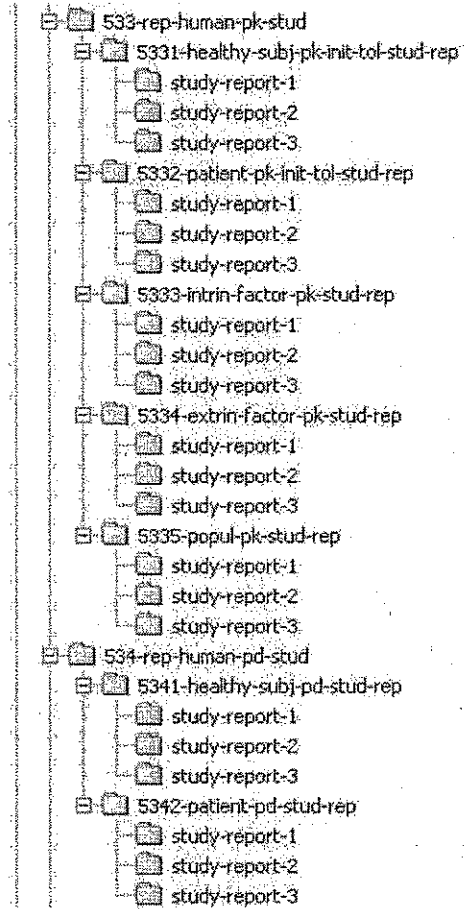 533-rep-human-pk-stud
5331-healthy-subj-pk-init-tol-stud-rep
study-report-1
study-report-2
study-report-3
5332-patient-pk-init-tol-stud-rep
study-report-1
study-report-2
study-report-3
5333-intrin-factor-pk-stud-rep
study-report-1
study-report-2
study-report-3
5334-extrin-factor-pk-stud-rep
study-report-1
study-report-2
study-report-3
5335-popul-pk-stud-rep
study-report-1
study-report-2
study-report-3
534-rep-human-pd-stud
5341-healthy-subj-pd-stud-rep
study-report-1
study-report-2
study-report-3
5342-patient-pd-stud-rep
study-report-1
study-report-2
study-report-3